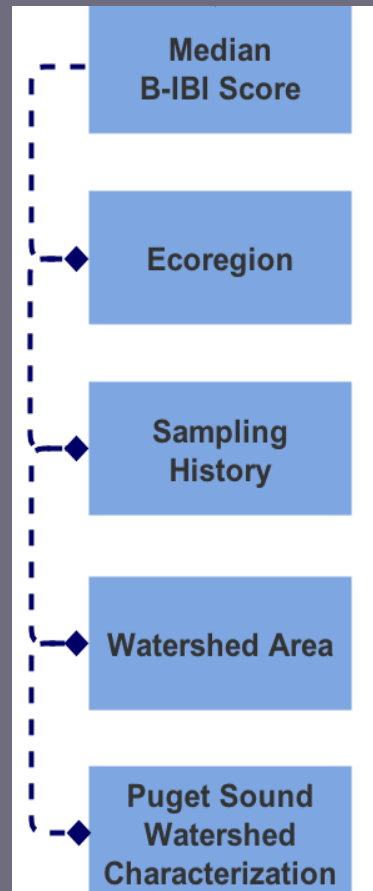 Median
B-IBI Score
Ecoregion
Sampling
History
Watershed Area
Puget Sound
Watershed
Characterization